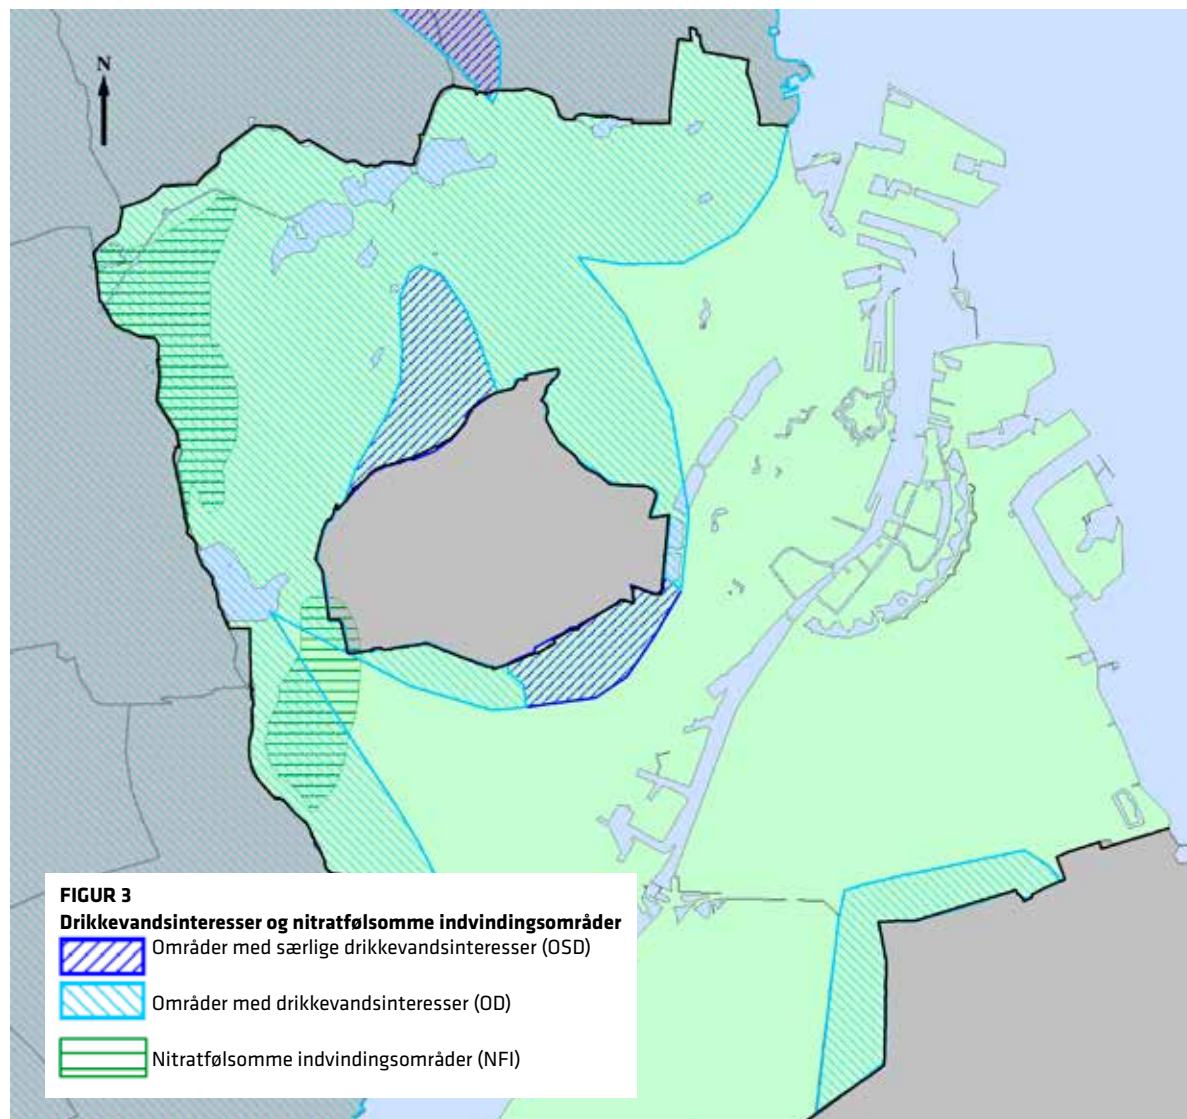 N
FIGUR 3
Drikkevandsinteresser og nitratfølsomme indvindingsområder
Områder med særlige drikkevandsinteresser (OSD)
Områder med drikkevandsinteresser (OD)
Nitratfølsomme indvindingsområder (NFI)